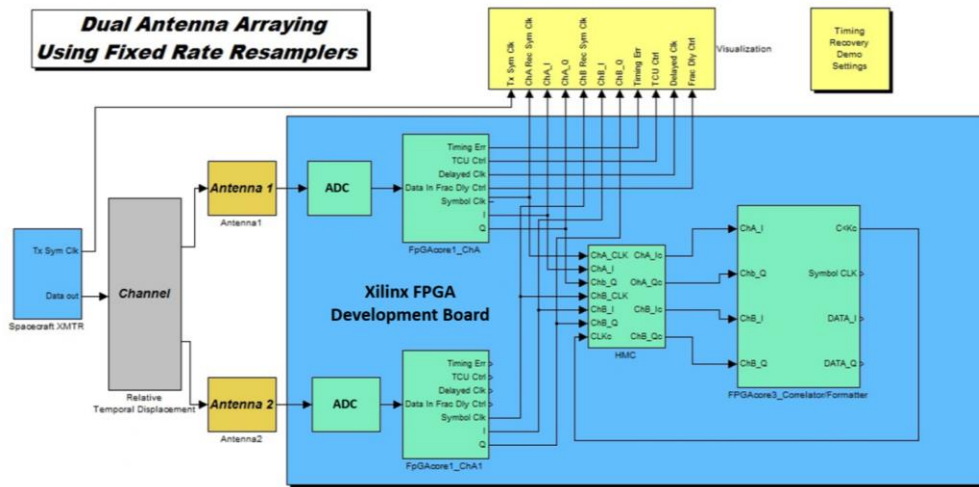 Dual Antenna Arraying
Using Fixed Rate Resamplers
Tx Sym Clk
ChA Rec Sym Clk
ChA_I
ChA_Q
ChB Rec Sym Clk
ChB_I
ChB_Q
Timing Err
TCU Ctrl
Delayed Clk
Frac Dly Ctrl
Visualization
Timing
Recovery
Demo
Settings
Tx Sym Clk
Data out
Spacecraft XMTR
Channel
Relative
Temporal Displacement
Antenna 1
Antenna1
ADC
Timing Err
TCU Ctrl
Delayed Clk
Data In Frac Dly Ctrl
Symbol Clk
I
Q
FpGAcore1_ChA
Xilinx FPGA
Development Board
ChA_CLK ChA_Ic
ChA_I
Chb_Q OhA_Qc
ChB_CLK
ChB_I ChB_Ic
ChB_Q
CLKc ChB_Qc
HMC
ChA_I C<Kc
Chb_Q Symbol CLK
ChB_I DATA_I
ChB_Q DATA_Q
FPGAcore3_Correlator/Formatter
Antenna 2
Antenna2
ADC
Timing Err
TCU Ctrl
Delayed Clk
Data In Frac Dly Ctrl
Symbol Clk
I
Q
FpGAcore1_ChA1